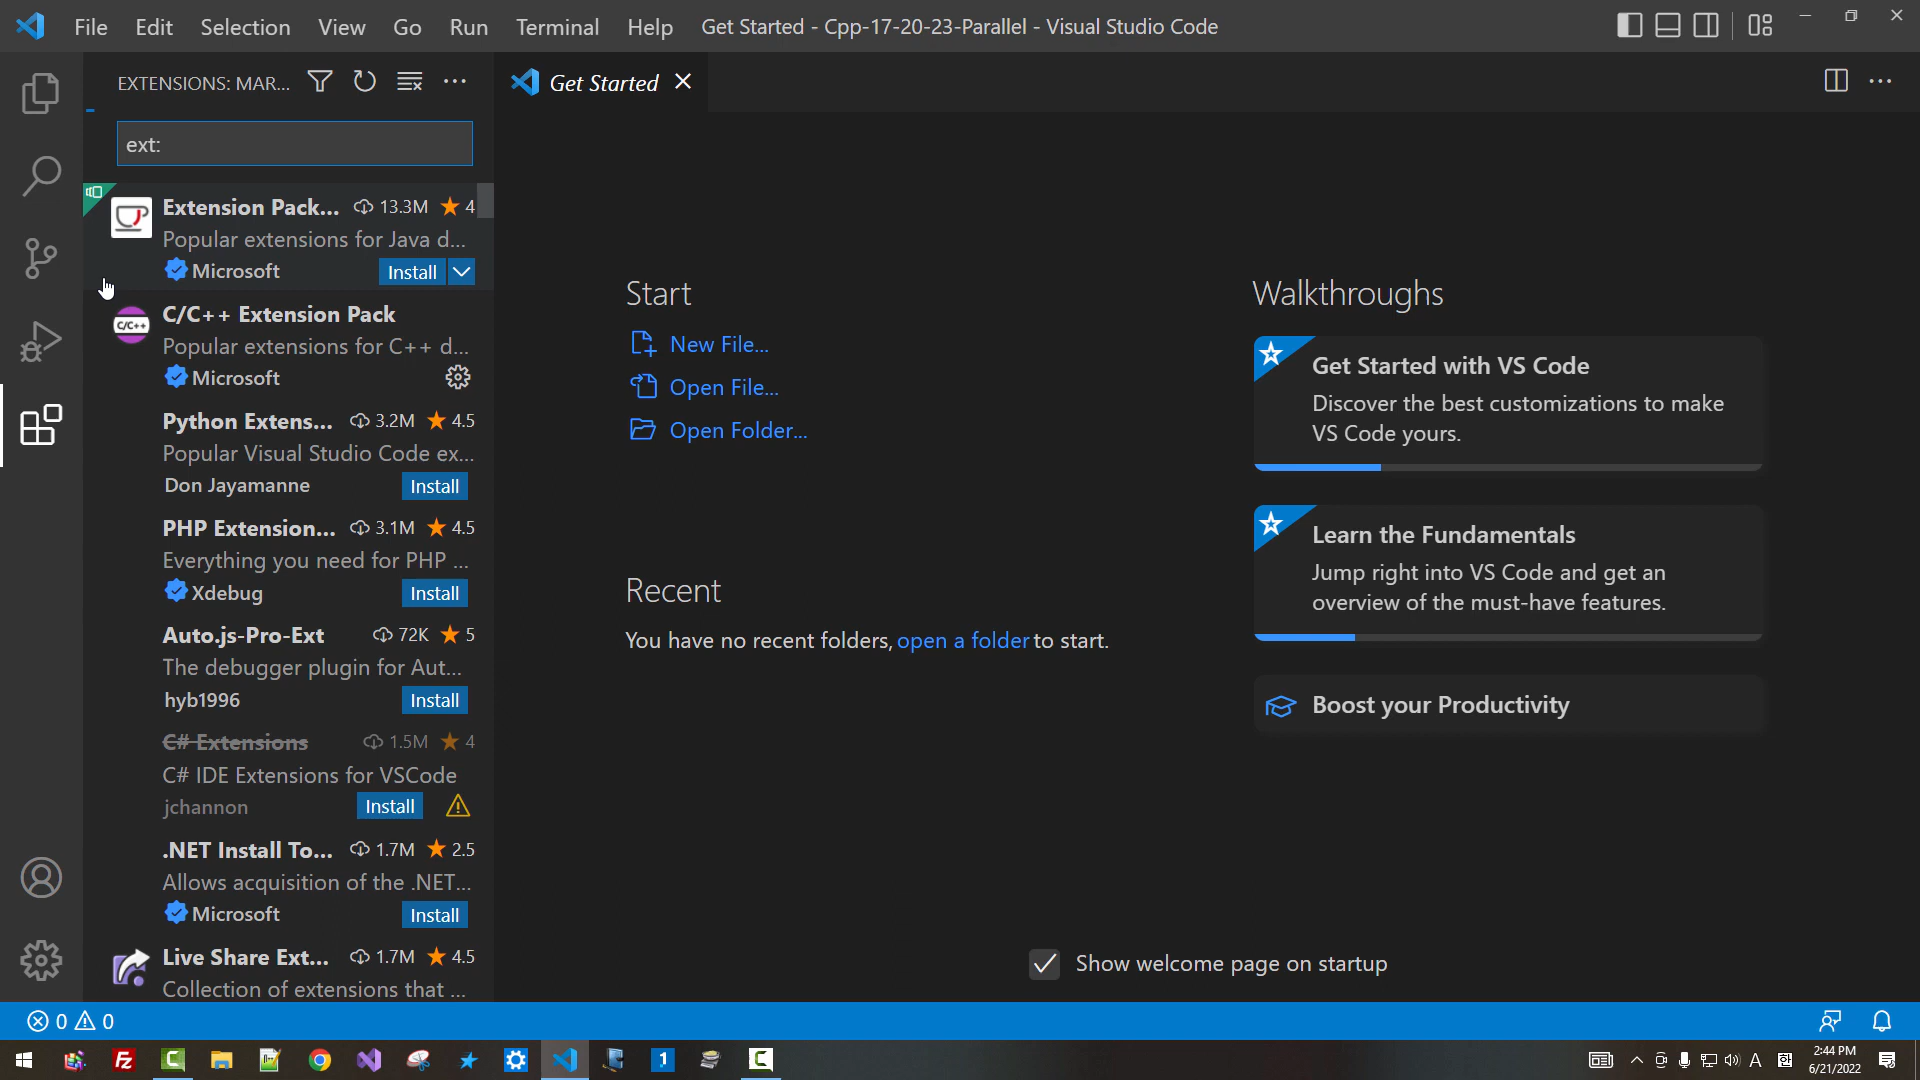 File Edit Selection View Go Run Terminal Help Get Started - Cpp-17-20-23-Parallel - Visual Studio Code
EXTENSIONS: MAR...
Get Started
ext:
Extension Pack... 13.3M 4
Popular extensions for Java d...
Microsoft Install
C/C++
C/C++ Extension Pack
Popular extensions for C++ d...
Microsoft
Python Extens... 3.2M 4.5
Popular Visual Studio Code ex...
Don Jayamanne Install
PHP Extension... 3.1M 4.5
Everything you need for PHP ...
Xdebug Install
Auto.js-Pro-Ext 72K 5
The debugger plugin for Aut...
hyb1996 Install
C# Extensions 1.5M 4
C# IDE Extensions for VSCode
jchannon Install
.NET Install To... 1.7M 2.5
Allows acquisition of the .NET...
Microsoft Install
Live Share Ext... 1.7M 4.5
Collection of extensions that ...
Start
New File...
Open File...
Open Folder...
Recent
You have no recent folders, open a folder to start.
Walkthroughs
Get Started with VS Code
Discover the best customizations to make
VS Code yours.
Learn the Fundamentals
Jump right into VS Code and get an
overview of the must-have features.
Boost your Productivity
Show welcome page on startup
0 0
Fz
1
A
2:44 PM
6/21/2022